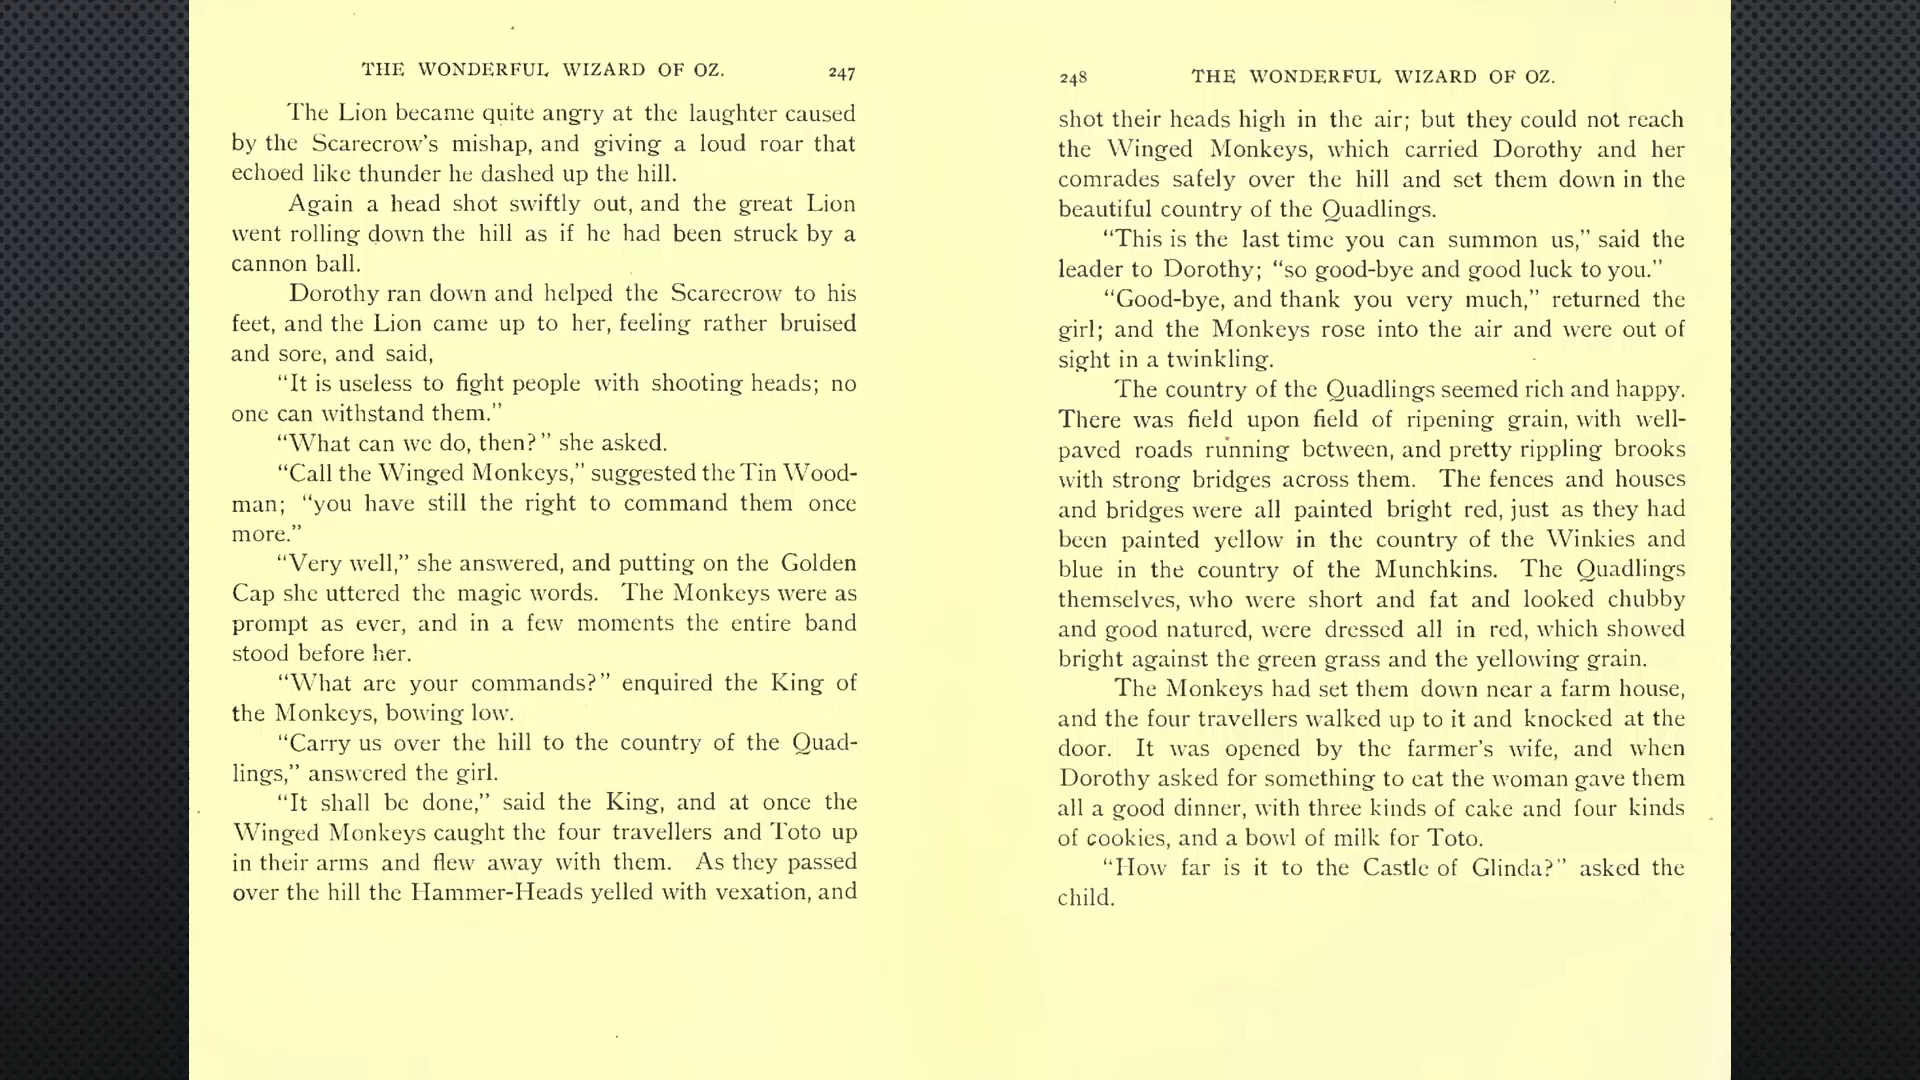 THE WONDERFUL WIZARD OF OZ. 247
The Lion became quite angry at the laughter caused
by the Scarecrow's mishap, and giving a loud roar that
echoed like thunder he dashed up the hill.
Again a head shot swiftly out, and the great Lion
went rolling down the hill as if he had been struck by a
cannon ball.
Dorothy ran down and helped the Scarecrow to his
feet, and the Lion came up to her, feeling rather bruised
and sore, and said,
“It is useless to fight people with shooting heads; no
one can withstand them.”
“What can we do, then?” she asked.
“Call the Winged Monkeys,” suggested the Tin Wood-
man; “you have still the right to command them once
more.”
“Very well,” she answered, and putting on the Golden
Cap she uttered the magic words. The Monkeys were as
prompt as ever, and in a few moments the entire band
stood before her.
“What are your commands?” enquired the King of
the Monkeys, bowing low.
“Carry us over the hill to the country of the Quad-
lings,” answered the girl.
“It shall be done,” said the King, and at once the
Winged Monkeys caught the four travellers and Toto up
in their arms and flew away with them. As they passed
over the hill the Hammer-Heads yelled with vexation, and
248 THE WONDERFUL WIZARD OF OZ.
shot their heads high in the air; but they could not reach
the Winged Monkeys, which carried Dorothy and her
comrades safely over the hill and set them down in the
beautiful country of the Quadlings.
“This is the last time you can summon us,” said the
leader to Dorothy; “so good-bye and good luck to you.”
“Good-bye, and thank you very much,” returned the
girl; and the Monkeys rose into the air and were out of
sight in a twinkling.
The country of the Quadlings seemed rich and happy.
There was field upon field of ripening grain, with well-
paved roads running between, and pretty rippling brooks
with strong bridges across them. The fences and houses
and bridges were all painted bright red, just as they had
been painted yellow in the country of the Winkies and
blue in the country of the Munchkins. The Quadlings
themselves, who were short and fat and looked chubby
and good natured, were dressed all in red, which showed
bright against the green grass and the yellowing grain.
The Monkeys had set them down near a farm house,
and the four travellers walked up to it and knocked at the
door. It was opened by the farmer's wife, and when
Dorothy asked for something to eat the woman gave them
all a good dinner, with three kinds of cake and four kinds
of cookies, and a bowl of milk for Toto.
“How far is it to the Castle of Glinda?” asked the
child.